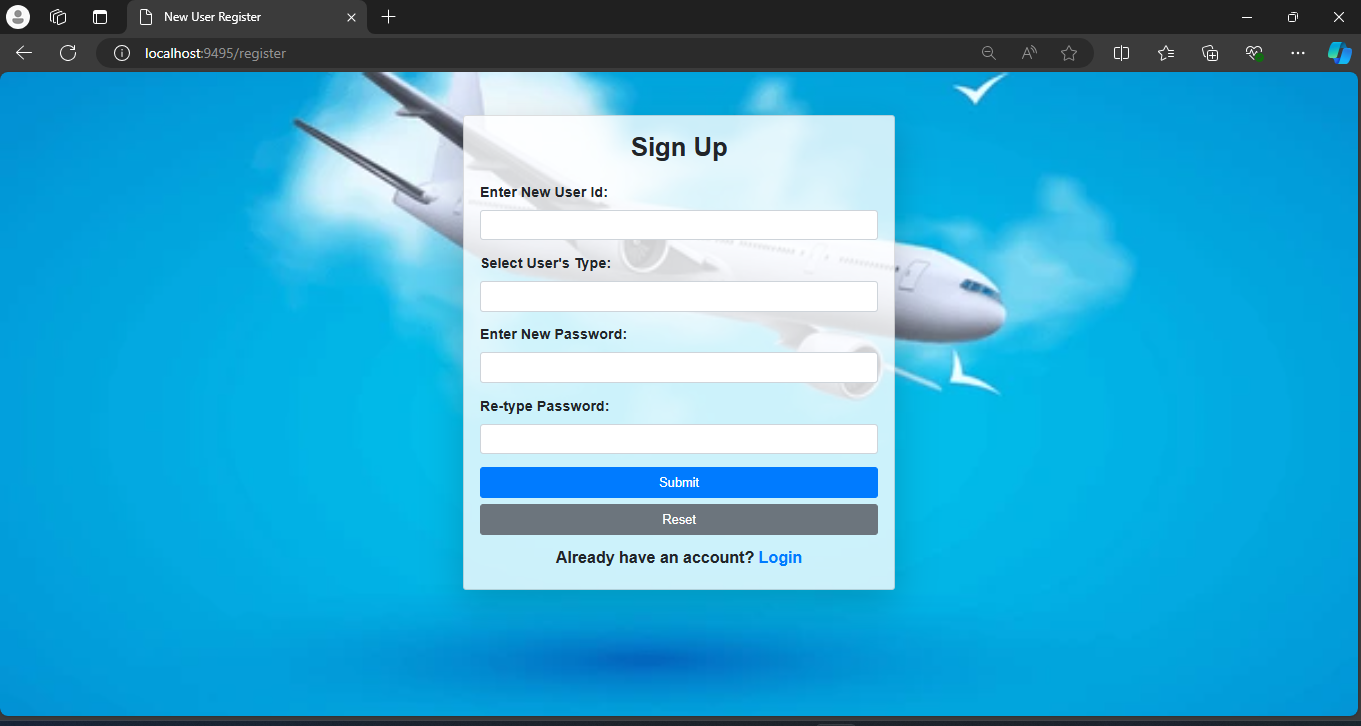 New User Register
localhost:9495/register
Sign Up
Enter New User Id:
Select User's Type:
Enter New Password:
Re-type Password:
Submit
Reset
Already have an account? Login